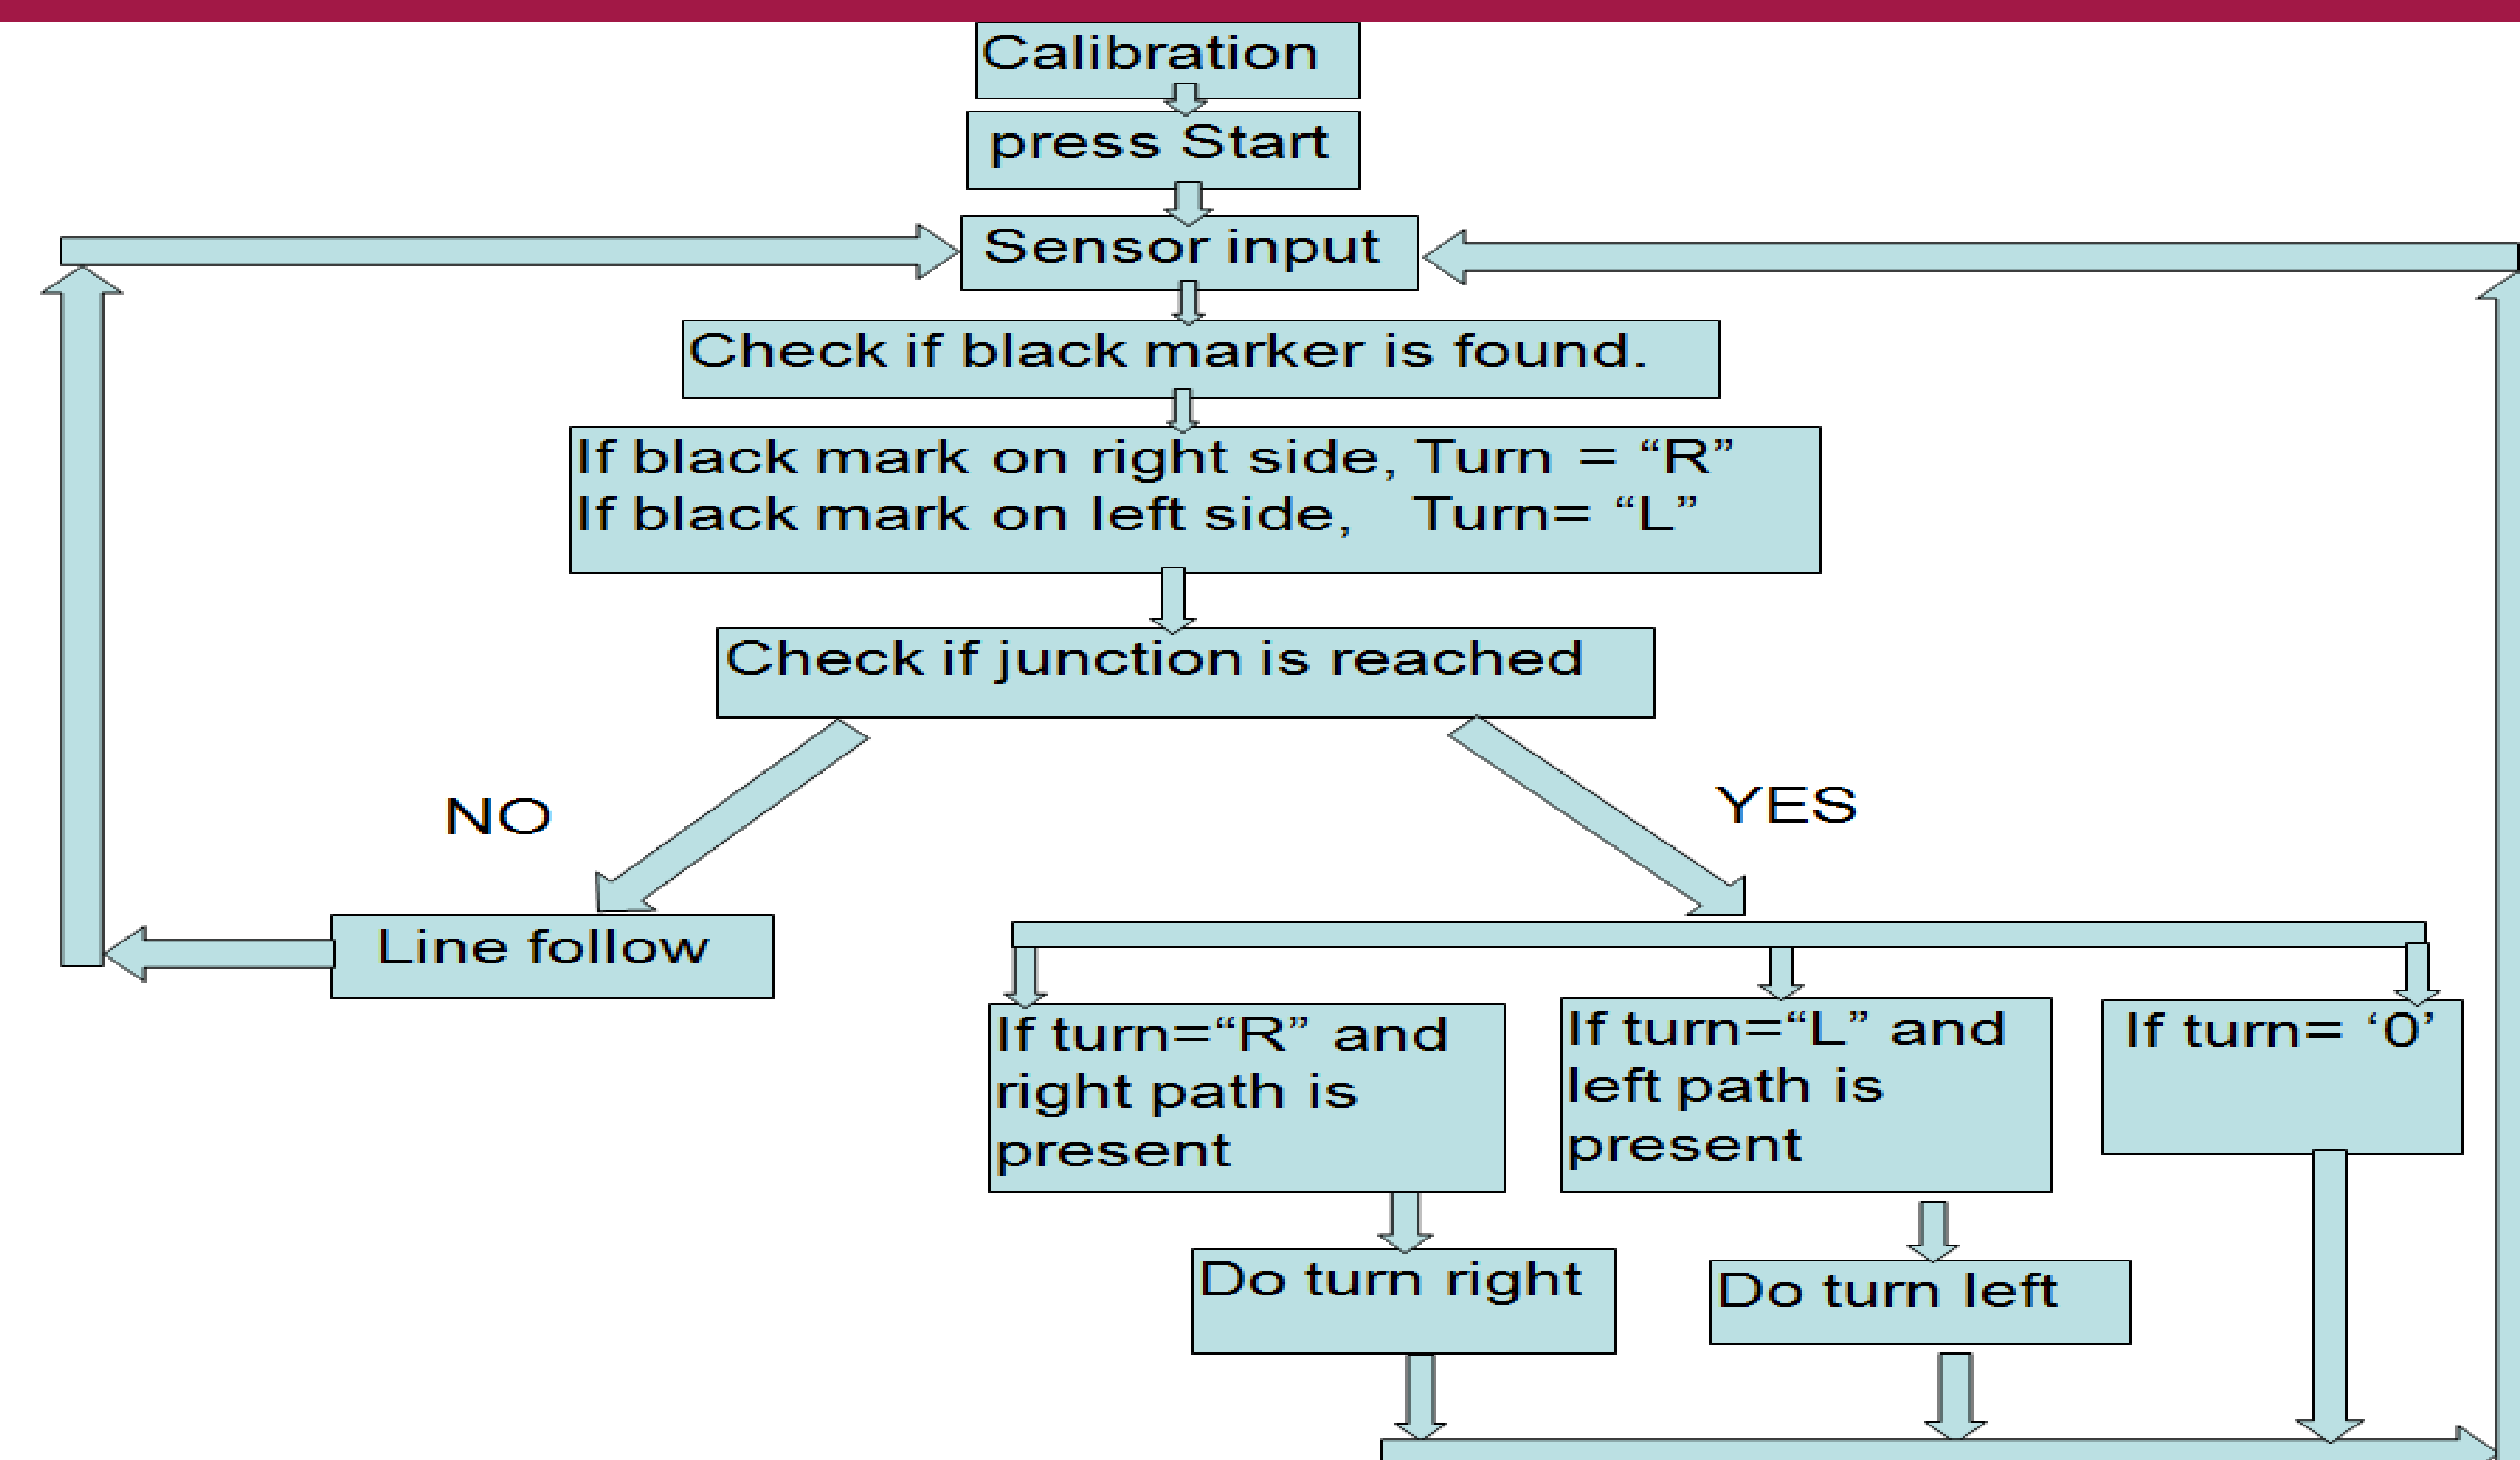 Calibration
press Start
Sensor input
Check if black marker is found.
If black mark on right side, Turn = “R”
If black mark on left side, Turn= “L”
Check if junction is reached
NO
YES
Line follow
If turn=“R” and
right path is
present
If turn=“L” and
left path is
present
If turn= ‘0’
Do turn right
Do turn left